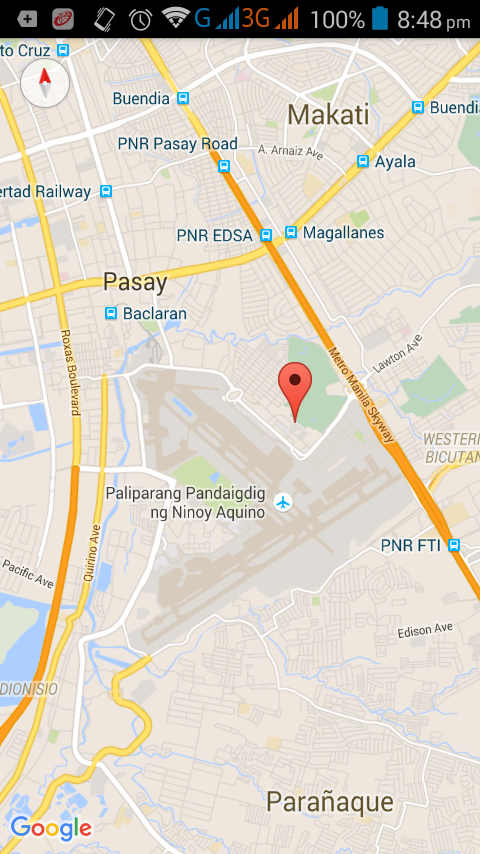 G 3G 100% 8:48 pm
to Cruz
Buendia
Makati
Buendi
PNR Pasay Road
A. Arnaiz Ave
Ayala
ertad Railway
PNR EDSA
Magallanes
Pasay
Baclaran
Roxas Boulevard
Metro Manila Skyway
Lawton Ave
WESTER
BICUTAN
Paliparang Pandaigdig
ng Ninoy Aquino
Quirino Ave
PNR FTI
Pacific Ave
Edison Ave
DIONISIO
Parañaque
Google